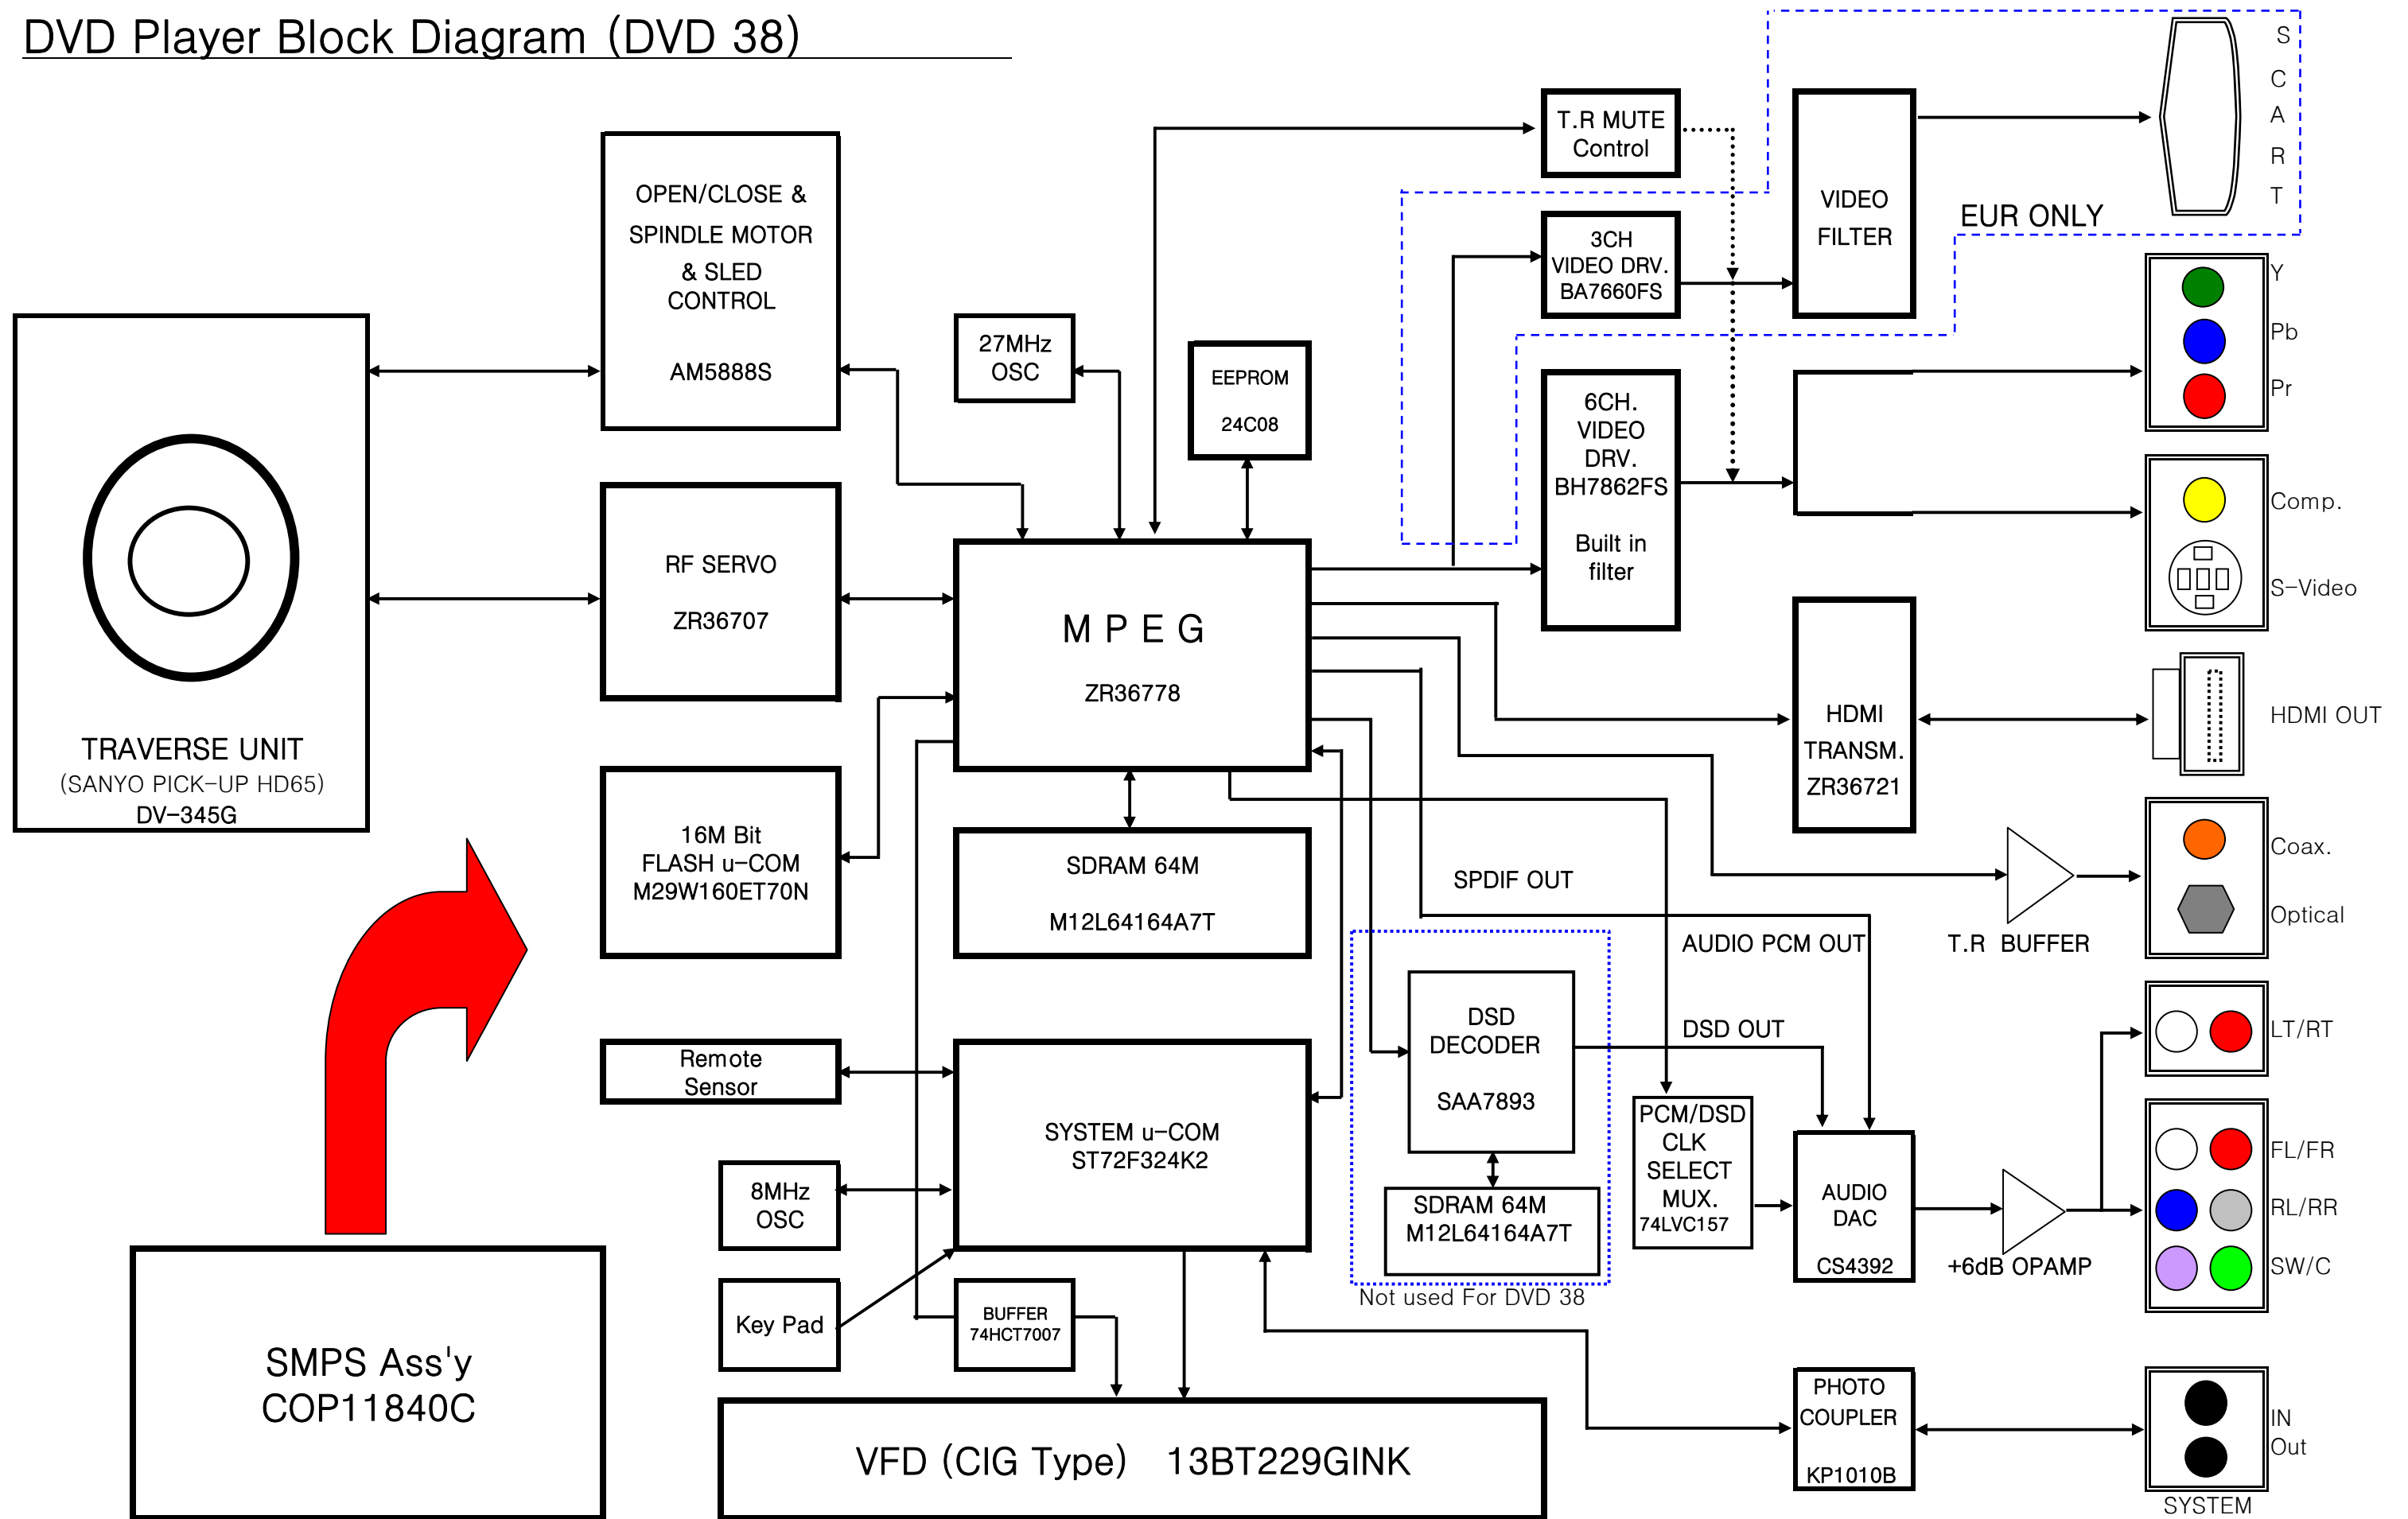 DVD Player Block Diagram (DVD 38)
S
C
A
R
T
EUR ONLY
T.R MUTE
Control
VIDEO
FILTER
3CH
VIDEO DRV.
BA7660FS
OPEN/CLOSE &
SPINDLE MOTOR
& SLED
CONTROL
AM5888S
27MHz
OSC
EEPROM
24C08
6CH.
VIDEO
DRV.
BH7862FS
Built in
filter
Y
Pb
Pr
Comp.
S-Video
RF SERVO
ZR36707
M P E G
ZR36778
HDMI
TRANSM.
ZR36721
HDMI OUT
TRAVERSE UNIT
(SANYO PICK-UP HD65)
DV-345G
16M Bit
FLASH u-COM
M29W160ET70N
SDRAM 64M
M12L64164A7T
SPDIF OUT
Coax.
Optical
T.R BUFFER
AUDIO PCM OUT
DSD
DECODER
SAA7893
DSD OUT
LT/RT
Remote
Sensor
SYSTEM u-COM
ST72F324K2
8MHz
OSC
SDRAM 64M
M12L64164A7T
PCM/DSD
CLK
SELECT
MUX.
74LVC157
AUDIO
DAC
CS4392
+6dB OPAMP
FL/FR
RL/RR
SW/C
Not used For DVD 38
Key Pad
BUFFER
74HCT7007
SMPS Ass'y
COP11840C
VFD (CIG Type) 13BT229GINK
PHOTO
COUPLER
KP1010B
IN
Out
SYSTEM